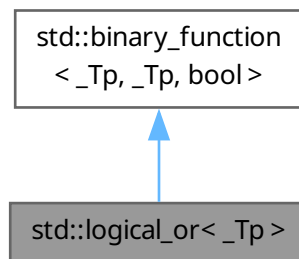 std::binary_function
< _Tp, _Tp, bool >
std::logical_or< _Tp >